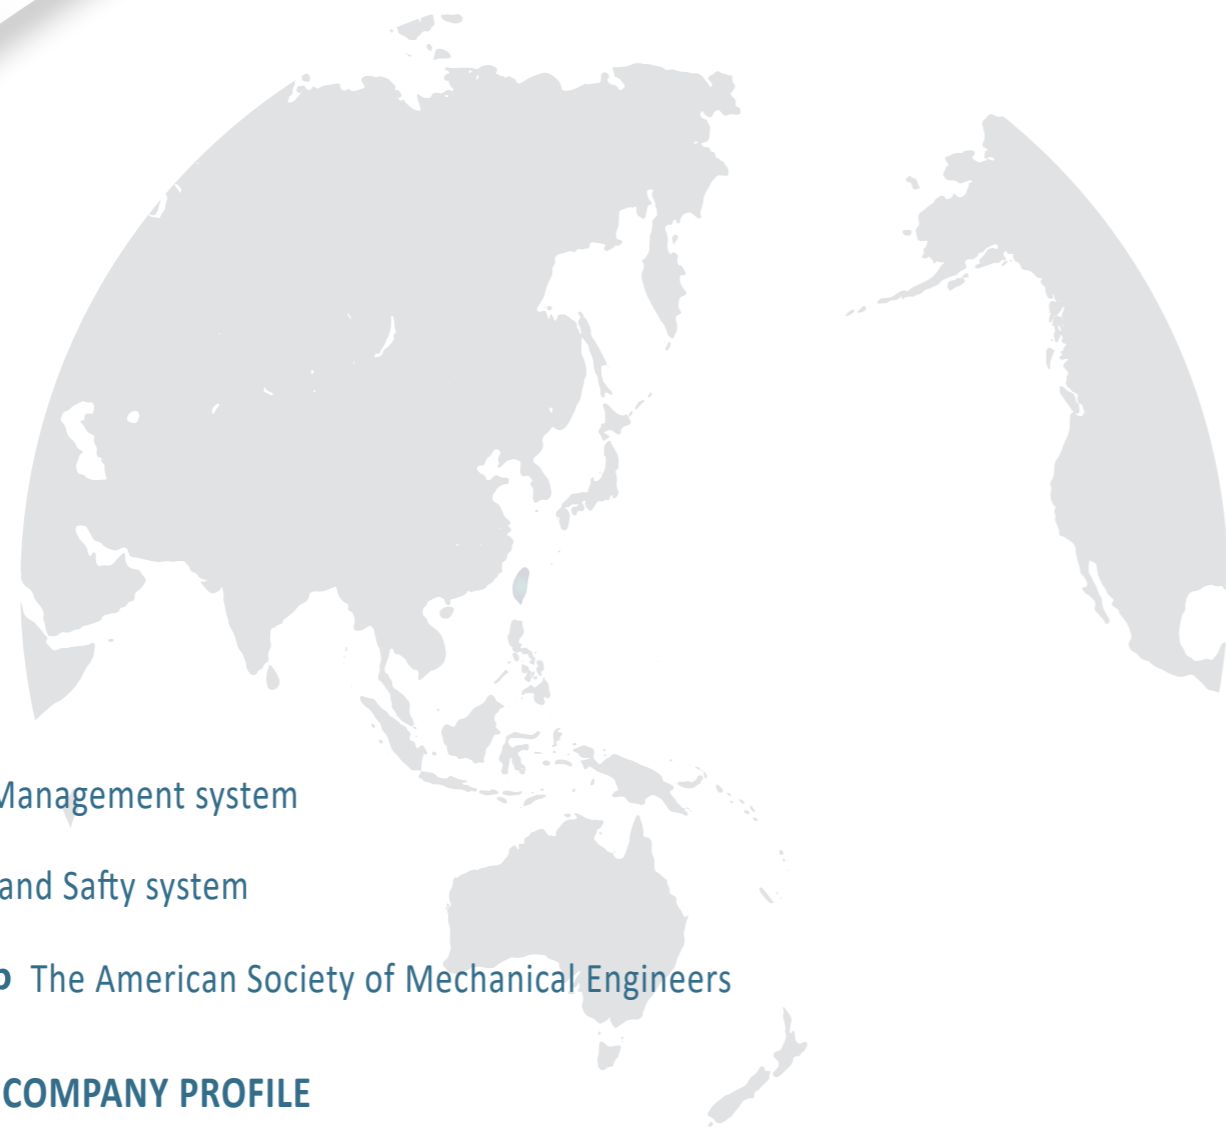 Management system
and Safty system
The American Society of Mechanical Engineers
COMPANY PROFILE